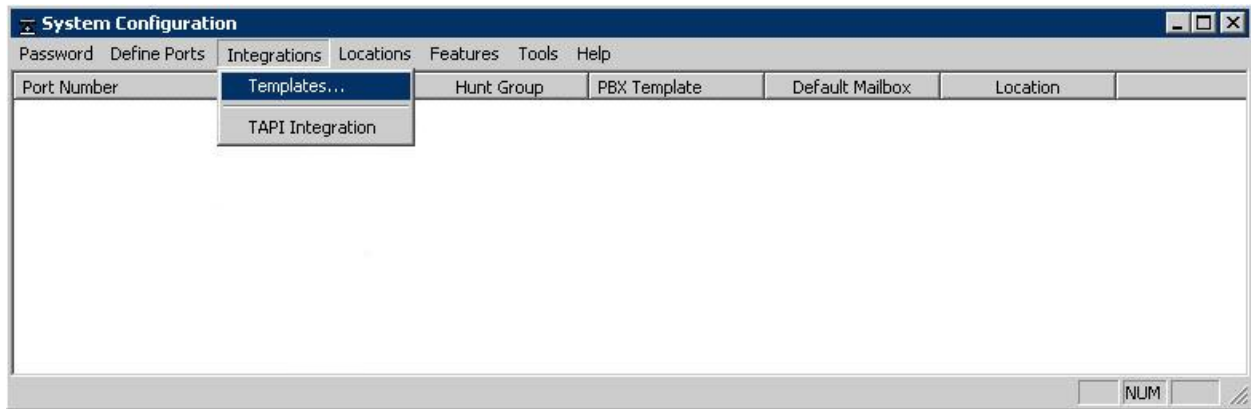 System Configuration
Password Define Ports Integrations Locations Features Tools Help
Port Number Templates... Hunt Group PBX Template Default Mailbox Location
TAPI Integration
NUM